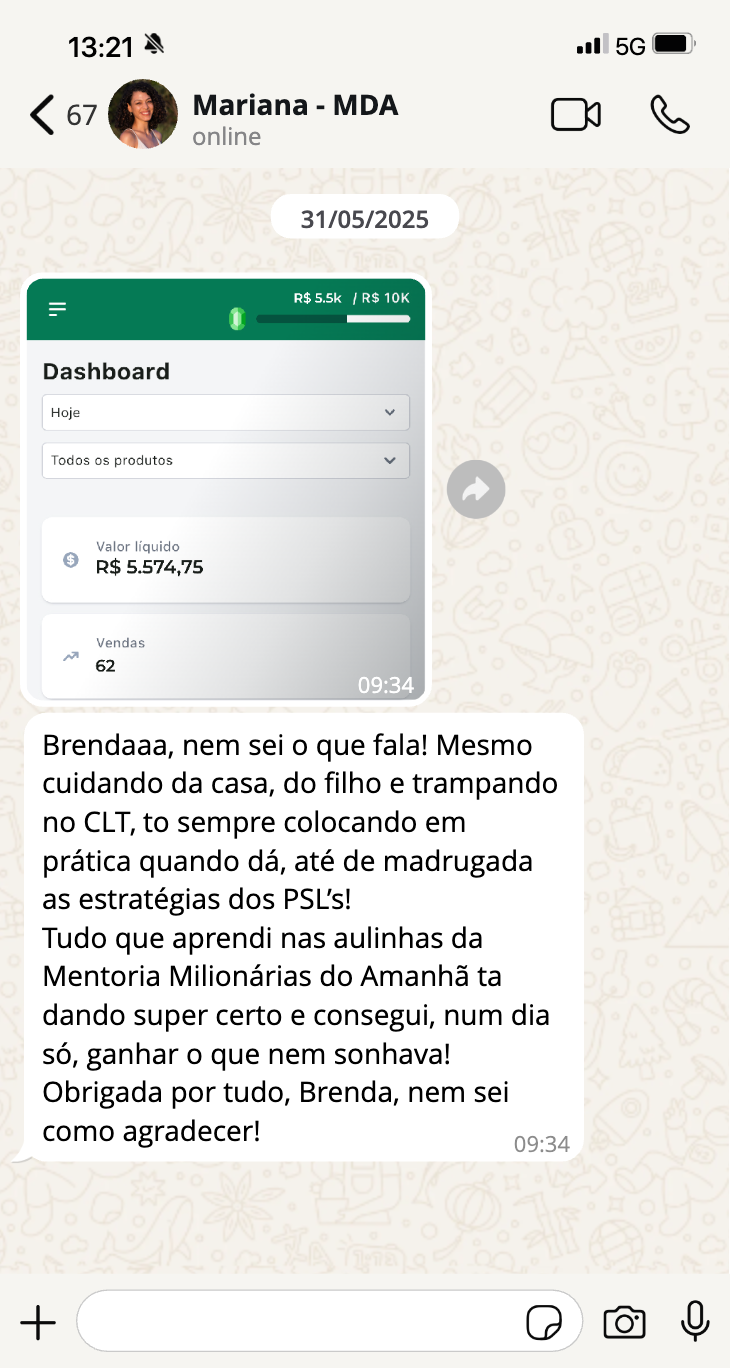 13:21
5G
67
Mariana - MDA
online
31/05/2025
R$ 5.5k / R$ 10K
Dashboard
Hoje
Todos os produtos
Valor líquido
R$ 5.574,75
Vendas
62
09:34
Brendaaa, nem sei o que fala! Mesmo
cuidando da casa, do filho e trampando
no CLT, to sempre colocando em
prática quando dá, até de madrugada
as estratégias dos PSL’s!
Tudo que aprendi nas aulinhas da
Mentoria Milionárias do Amanhã ta
dando super certo e consegui, num dia
só, ganhar o que nem sonhava!
Obrigada por tudo, Brenda, nem sei
como agradecer!
09:34